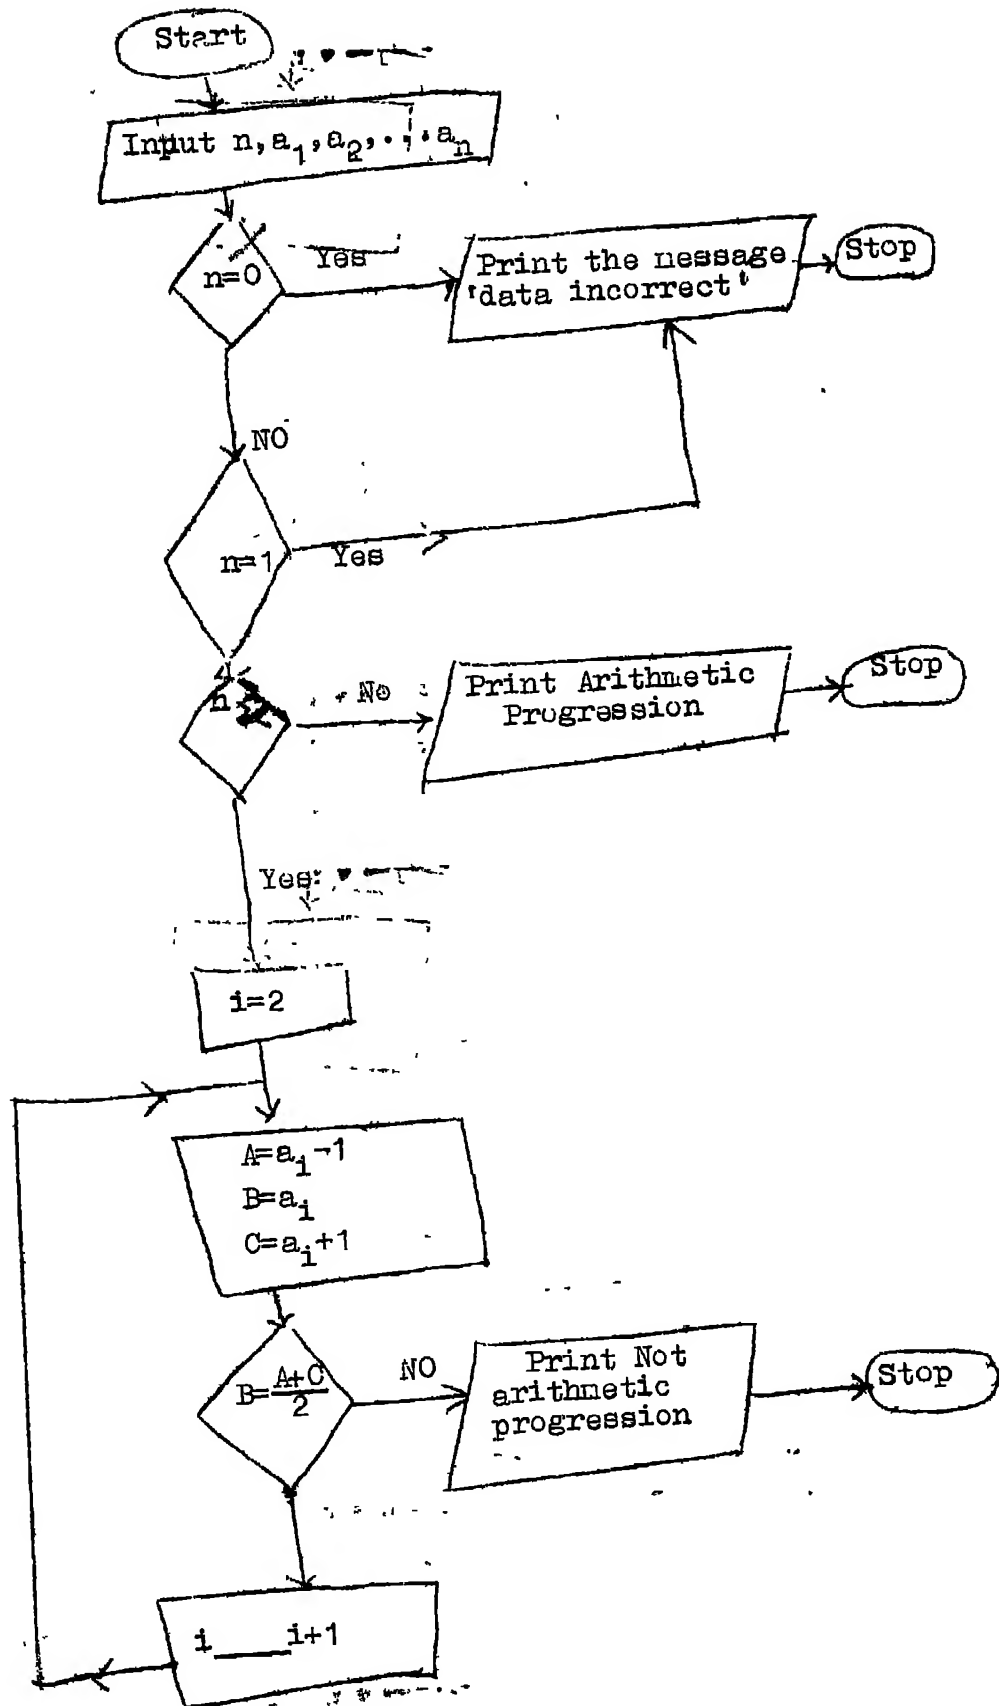 Start
Input n, a₁, a₂, . . . aₙ
n=0
Yes
Print the message
'data incorrect'
Stop
NO
n=1
Yes
n
No
Print Arithmetic
Progression
Stop
Yes
i=2
A=aᵢ-1
B=aᵢ
C=aᵢ+1
B=A+C/2
NO
Print Not
arithmetic
progression
Stop
i____i+1